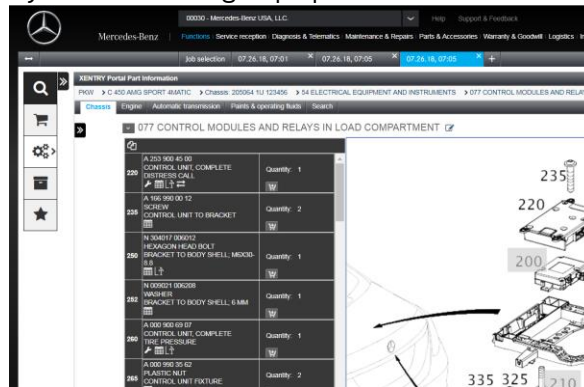 00030 - Mercedes-Benz USA, LLC.
Help Support & Feedback
Mercedes-Benz
Functions Service reception Diagnosis & Telematics Maintenance & Repairs Parts & Accessories Warranty & Goodwill Logistics
Job selection 07.26.18, 07:01 × 07.26.18, 07:05 × 07.26.18, 07:05 × +
XENTRY Portal Part Information
PKW > C 450 AMG SPORT 4MATIC > Chassis: 205064 1U 123456 > 54 ELECTRICAL EQUIPMENT AND INSTRUMENTS > 077 CONTROL MODULES AND RELAY
Chassis Engine Automatic transmission Paints & operating fluids Search
077 CONTROL MODULES AND RELAYS IN LOAD COMPARTMENT
220 A 253 900 45 00
CONTROL UNIT, COMPLETE
DISTRESS CALL
Quantity: 1
235 A 166 990 00 12
SCREW
CONTROL UNIT TO BRACKET
Quantity: 2
250 N 304017 006012
HEXAGON HEAD BOLT
BRACKET TO BODY SHELL; M6X30-
8.8
Quantity: 1
252 N 009021 006208
WASHER
BRACKET TO BODY SHELL; 6 MM
Quantity: 1
260 A 000 900 69 07
CONTROL UNIT, COMPLETE
TIRE PRESSURE
Quantity: 1
265 A 000 990 35 62
PLASTIC NUT
CONTROL UNIT FIXTURE
Quantity: 2
235
220
200
335 325 210